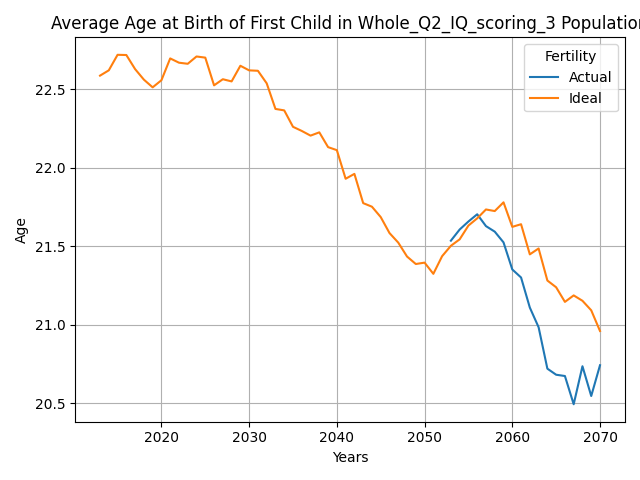 Average Age at Birth of First Child in Whole_Q2_IQ_scoring_3 Population
Fertility
Actual
Ideal
22.5
22.0
21.5
21.0
20.5
Age
2020 2030 2040 2050 2060 2070
Years